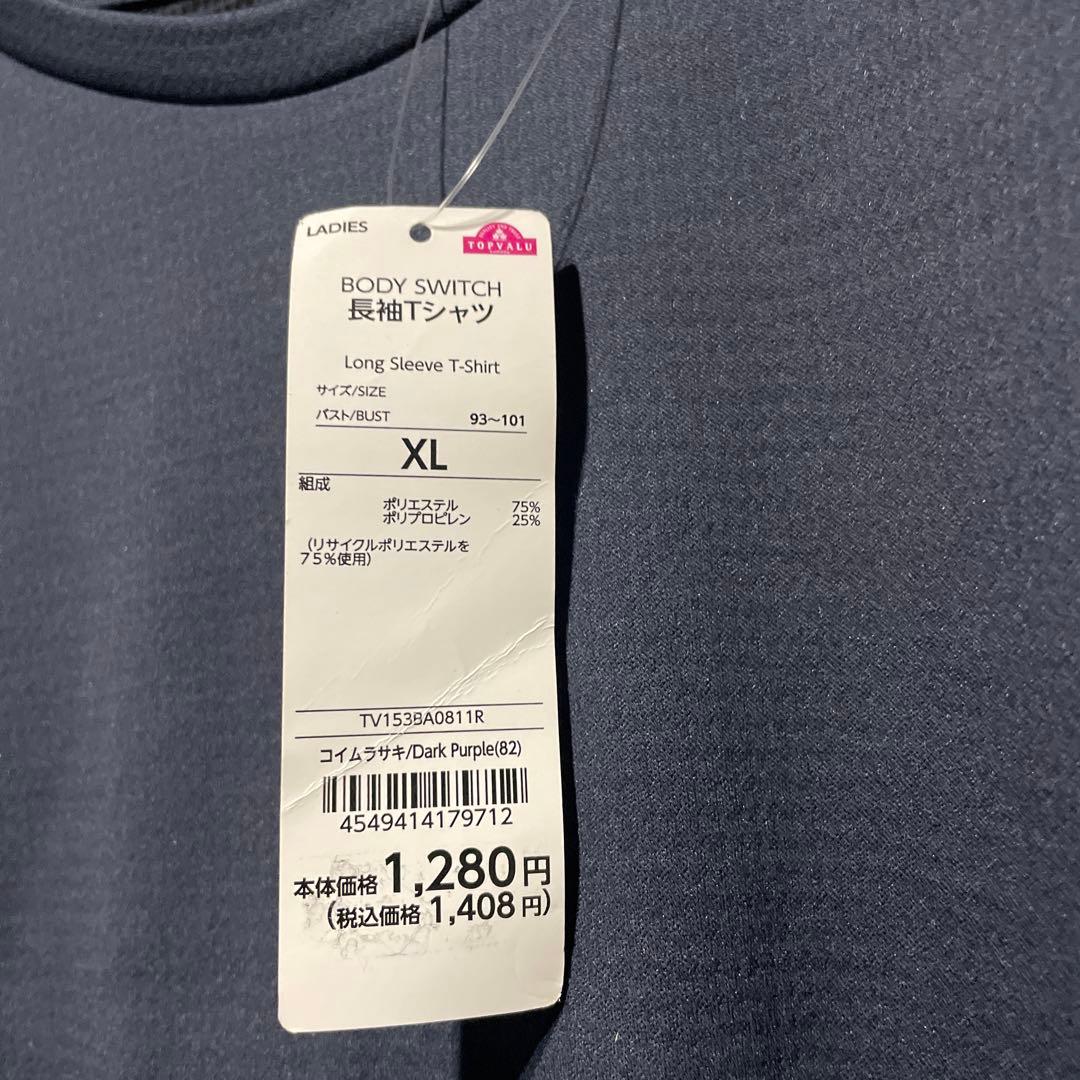 LADIES
TOPVALU
BODY SWITCH
長袖Tシャツ
Long Sleeve T-Shirt
サイズ/SIZE
バスト/BUST 93〜101
XL
組成
ポリエステル 75%
ポリプロピレン 25%
(リサイクルポリエステルを
75%使用)
TV153BA0811R
コイムラサキ/Dark Purple(82)
4549414179712
本体価格 1,280円
(税込価格 1,408円)